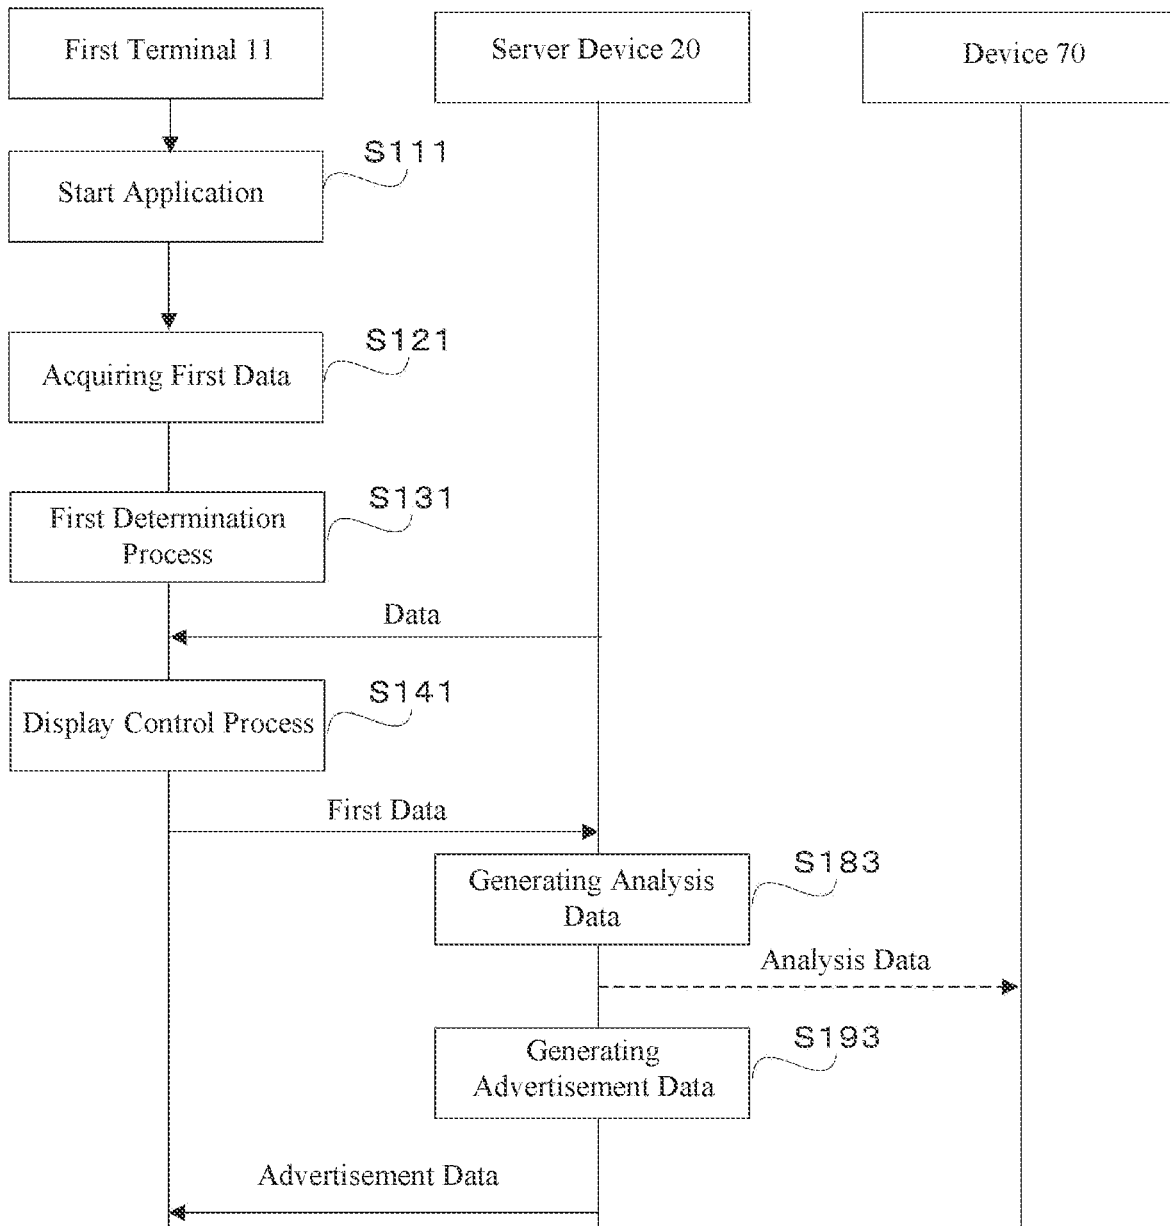 First Terminal 11
Server Device 20
Device 70
S111
Start Application
S121
Acquiring First Data
S131
First Determination
Process
Data
S141
Display Control Process
First Data
S183
Generating Analysis
Data
Analysis Data
S193
Generating
Advertisement Data
Advertisement Data